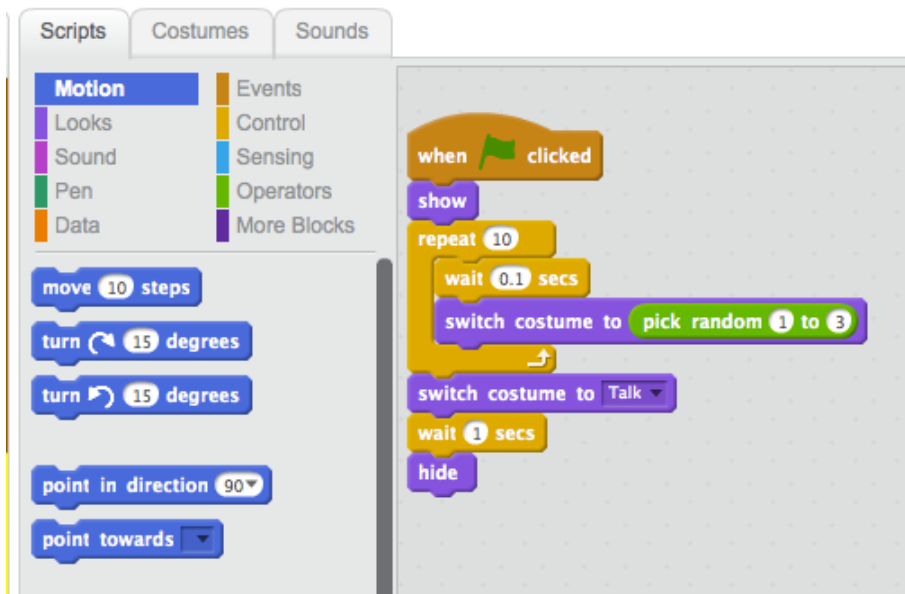 Scripts Costumes Sounds
Motion
Looks
Sound
Pen
Data
Events
Control
Sensing
Operators
More Blocks
move 10 steps
turn 15 degrees
turn 15 degrees
point in direction 90
point towards
when clicked
show
repeat 10
wait 0.1 secs
switch costume to pick random 1 to 3
switch costume to Talk
wait 1 secs
hide